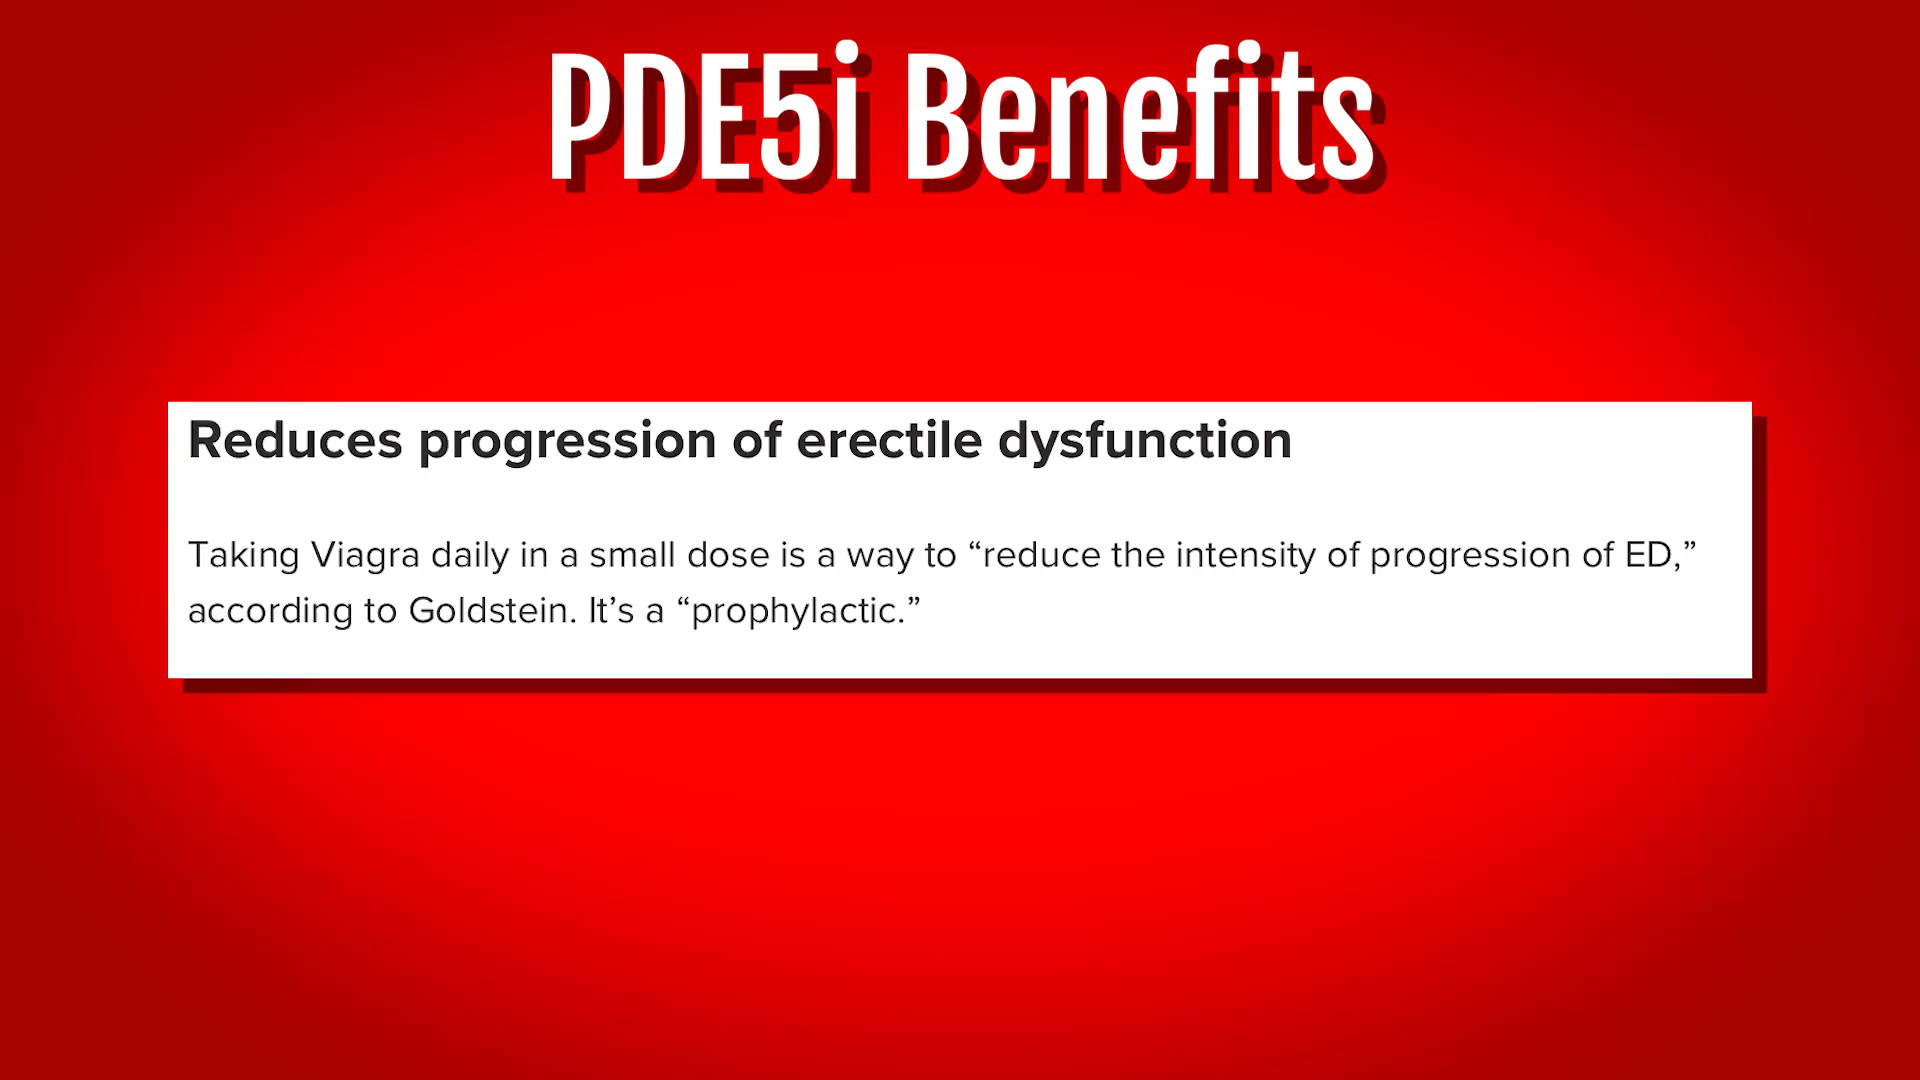 PDE5i Benefits
Reduces progression of erectile dysfunction
Taking Viagra daily in a small dose is a way to “reduce the intensity of progression of ED,”
according to Goldstein. It’s a “prophylactic.”